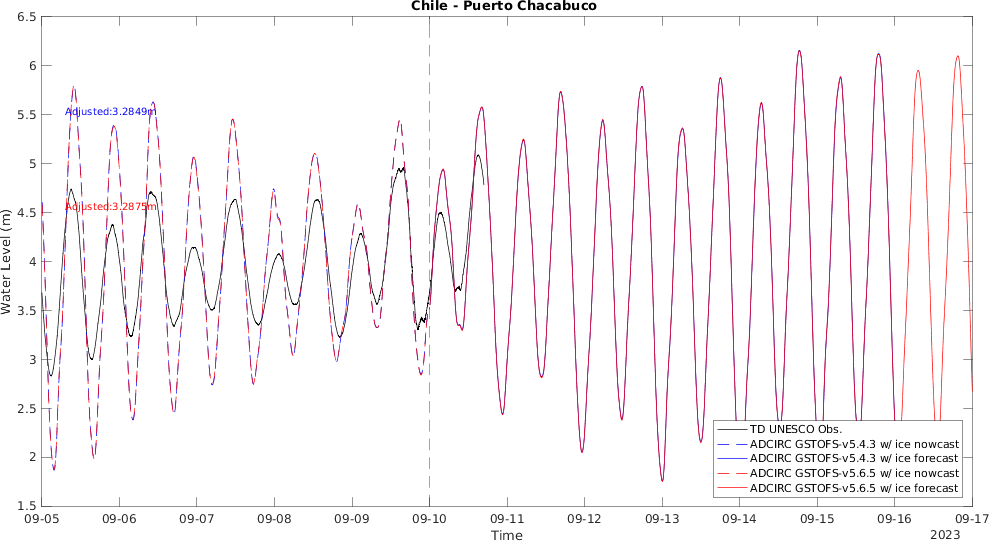 Chile - Puerto Chacabuco
6.5
6
5.5
5
4.5
4
3.5
3
2.5
2
1.5
Water Level (m)
Adjusted:3.2849m
Adjusted:3.2875m
TD UNESCO Obs.
ADCIRC GSTOFS-v5.4.3 w/ ice nowcast
ADCIRC GSTOFS-v5.4.3 w/ ice forecast
ADCIRC GSTOFS-v5.6.5 w/ ice nowcast
ADCIRC GSTOFS-v5.6.5 w/ ice forecast
09-05 09-06 09-07 09-08 09-09 09-10 09-11 09-12 09-13 09-14 09-15 09-16 09-17
Time
2023